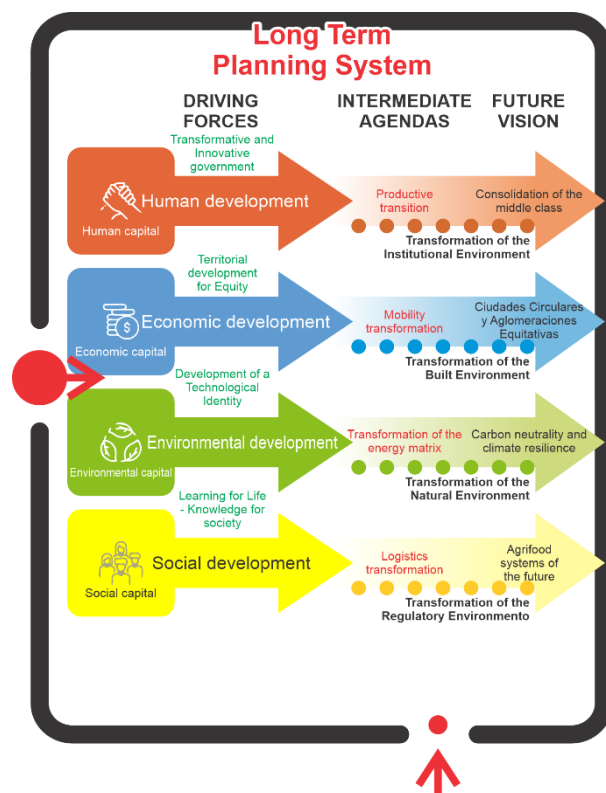 Long Term
Planning System
DRIVING
FORCES
INTERMEDIATE
AGENDAS
FUTURE
VISION
Transformative and
Innovative
government
Human development
Human capital
Productive
transition
Consolidation of the
middle class
Transformation of the
Institutional Environment
Territorial
development
for Equity
Economic development
Economic capital
Mobility
transformation
Ciudades Circulares
y Aglomeraciones
Equitativas
Transformation of the
Built Environment
Development of a
Technological
Identity
Environmental development
Environmental capital
Transformation of the
energy matrix
Carbon neutrality and
climate resilience
Transformation of the
Natural Environment
Learning for Life
- Knowledge for
society
Social development
Social capital
Logistics
transformation
Agrifood
systems of
the future
Transformation of the
Regulatory Environmento